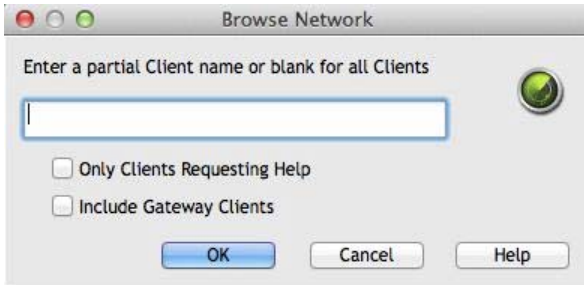 Browse Network
Enter a partial Client name or blank for all Clients
Only Clients Requesting Help
Include Gateway Clients
OK Cancel Help